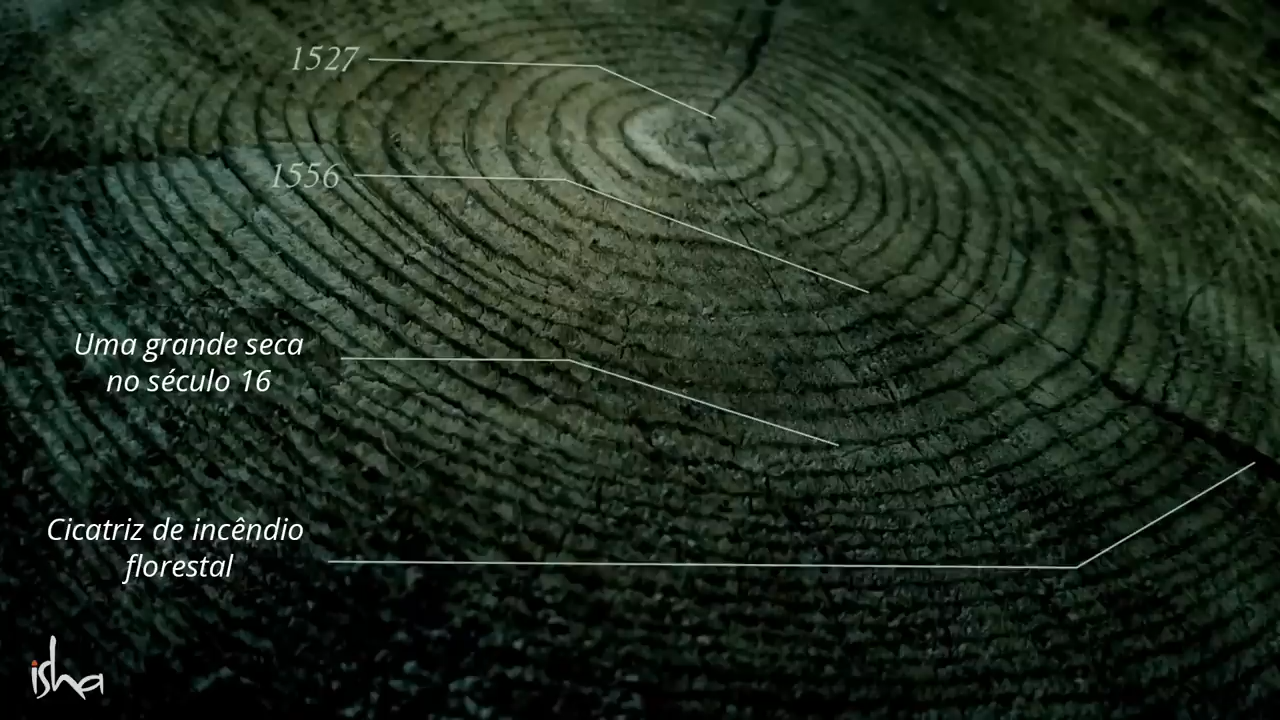 1527
1556
Uma grande seca
no século 16
Cicatriz de incêndio
florestal
isha